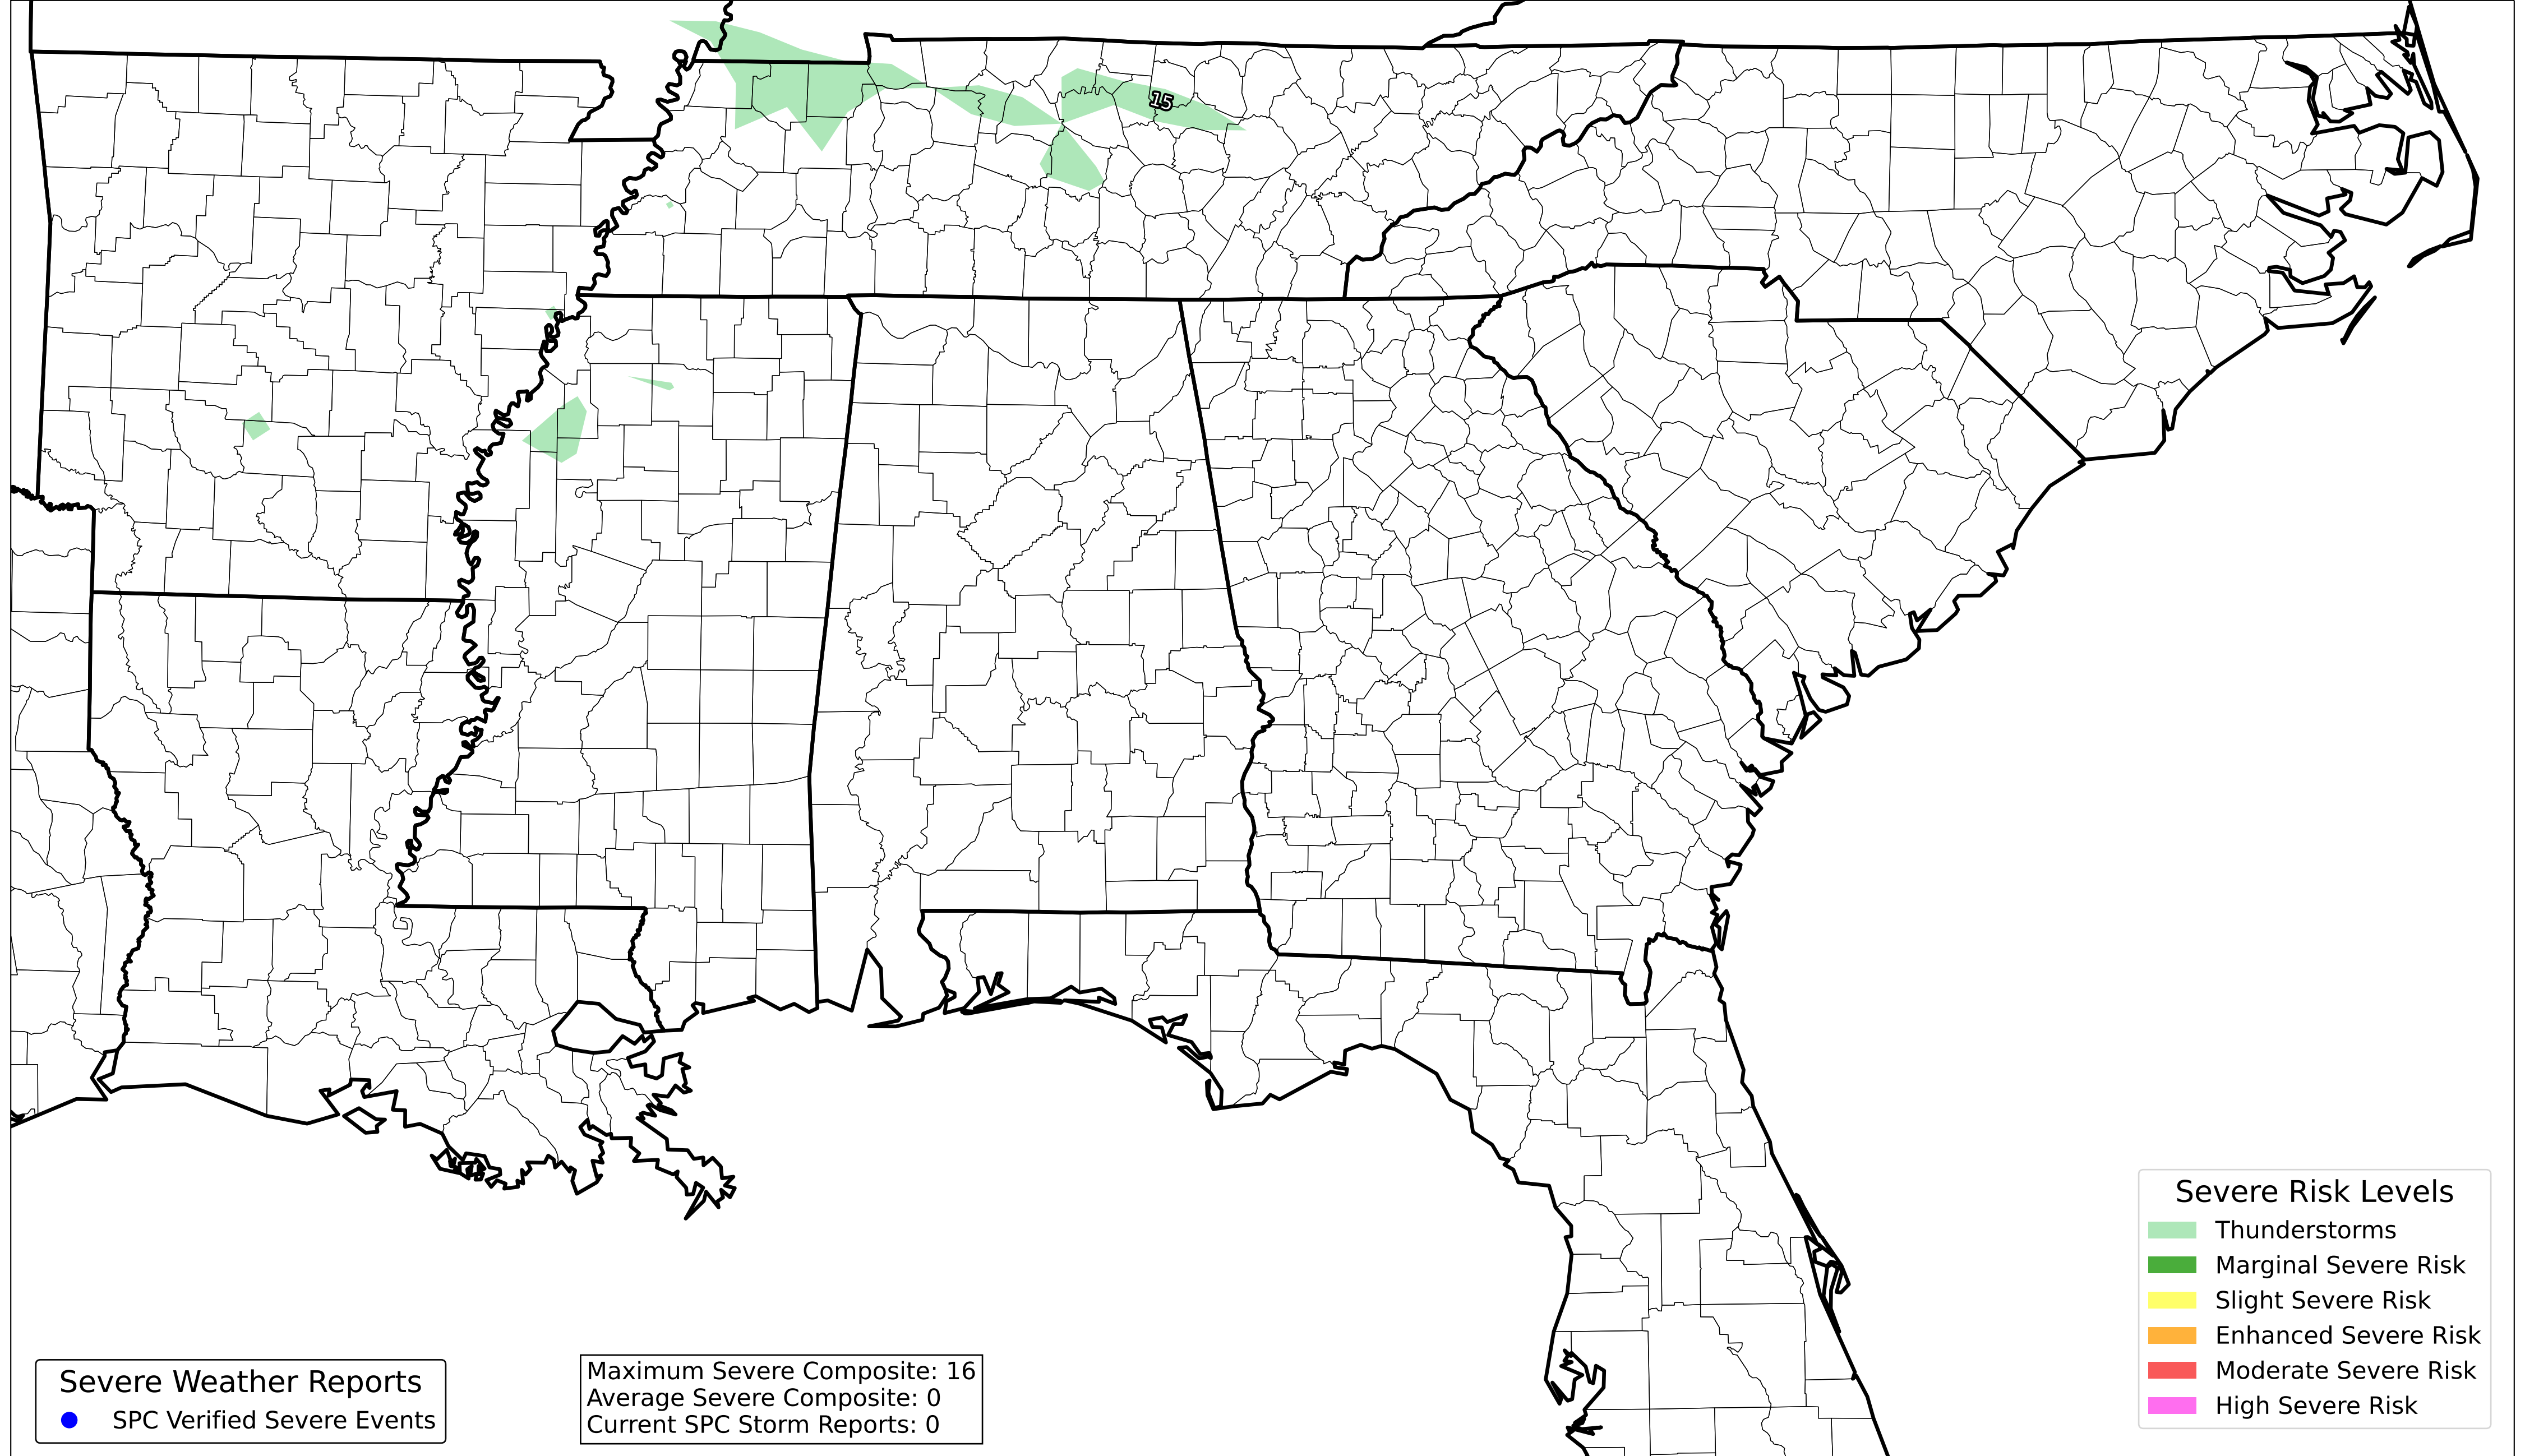 15
Severe Risk Levels
Thunderstorms
Marginal Severe Risk
Slight Severe Risk
Enhanced Severe Risk
Moderate Severe Risk
High Severe Risk
Severe Weather Reports
SPC Verified Severe Events
Maximum Severe Composite: 16
Average Severe Composite: 0
Current SPC Storm Reports: 0